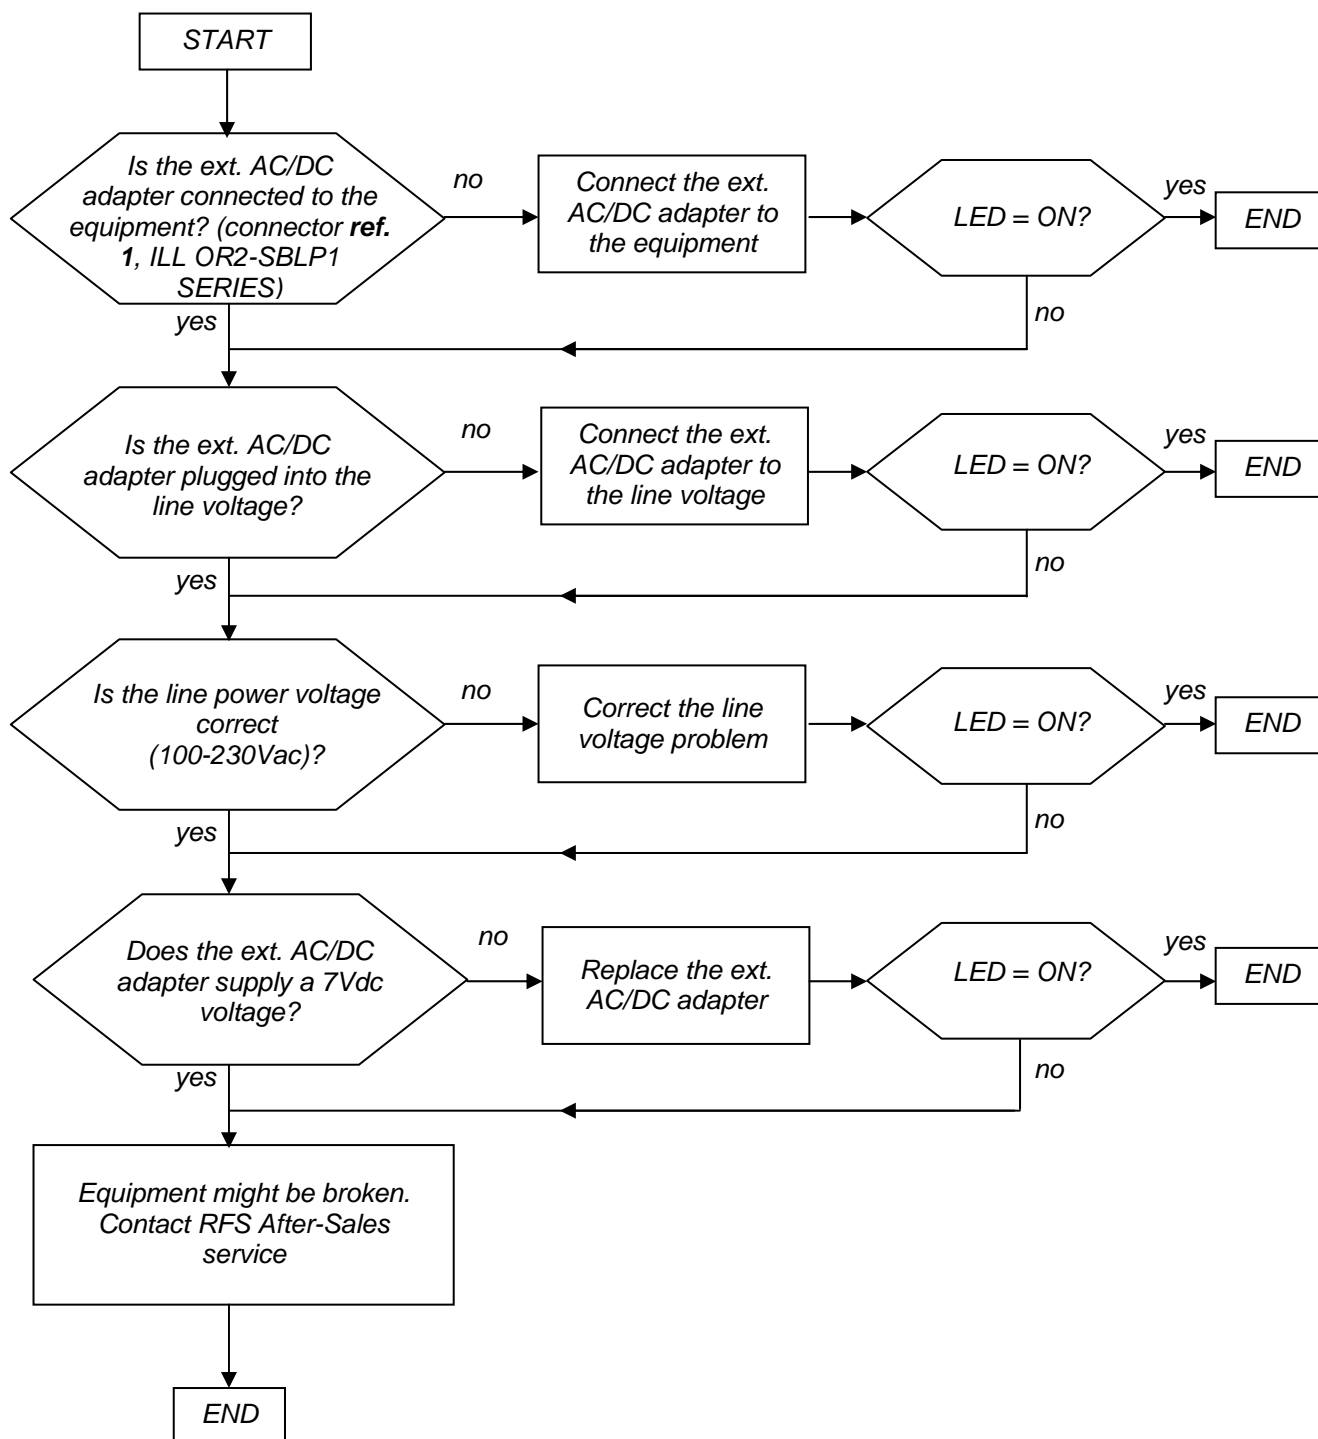 START
Is the ext. AC/DC
adapter connected to the
equipment? (connector ref.
1, ILL OR2-SBLP1
SERIES)
no
Connect the ext.
AC/DC adapter to
the equipment
LED = ON?
yes
END
yes
no
Is the ext. AC/DC
adapter plugged into the
line voltage?
no
Connect the ext.
AC/DC adapter to
the line voltage
LED = ON?
yes
END
yes
no
Is the line power voltage
correct
(100-230Vac)?
no
Correct the line
voltage problem
LED = ON?
yes
END
yes
no
Does the ext. AC/DC
adapter supply a 7Vdc
voltage?
no
Replace the ext.
AC/DC adapter
LED = ON?
yes
END
yes
no
Equipment might be broken.
Contact RFS After-Sales
service
END